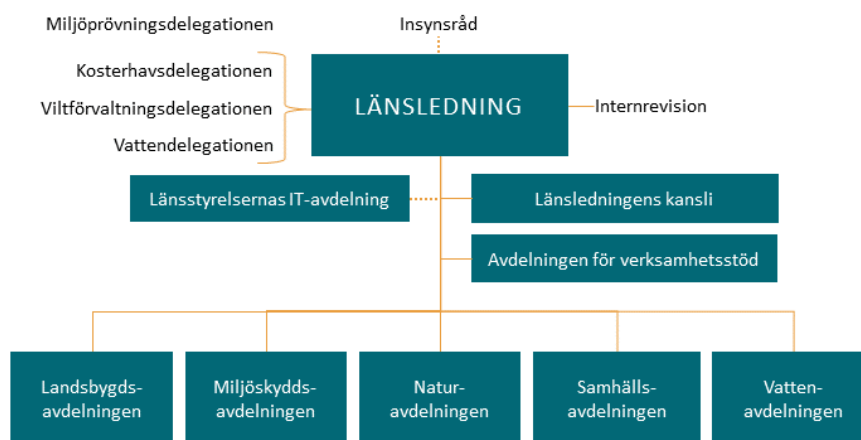 Miljöprövningsdelegationen
Insynsråd
Kosterhavsdelegationen
Viltförvaltningsdelegationen
Vattendelegationen
LÄNSLEDNING
Internrevision
Länsstyrelsernas IT-avdelning
Länsledningens kansli
Avdelningen för verksamhetsstöd
Landsbygds-
avdelningen
Miljöskydds-
avdelningen
Natur-
avdelningen
Samhälls-
avdelningen
Vatten-
avdelningen